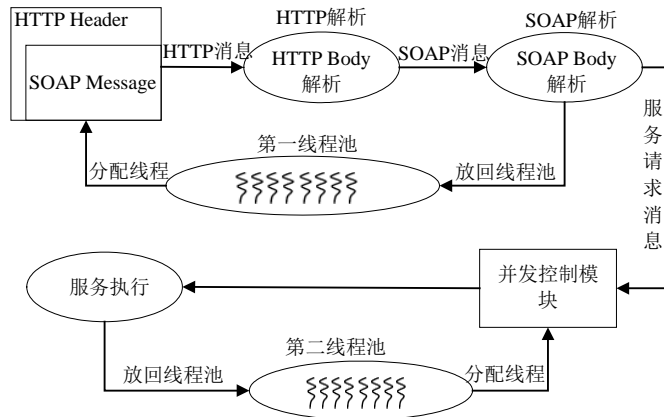 HTTP Header
SOAP Message
HTTP消息
HTTP解析
HTTP Body
解析
SOAP消息
SOAP解析
SOAP Body
解析
服务请求消息
第一线程池
分配线程
放回线程池
服务执行
并发控制模
块
第二线程池
放回线程池
分配线程